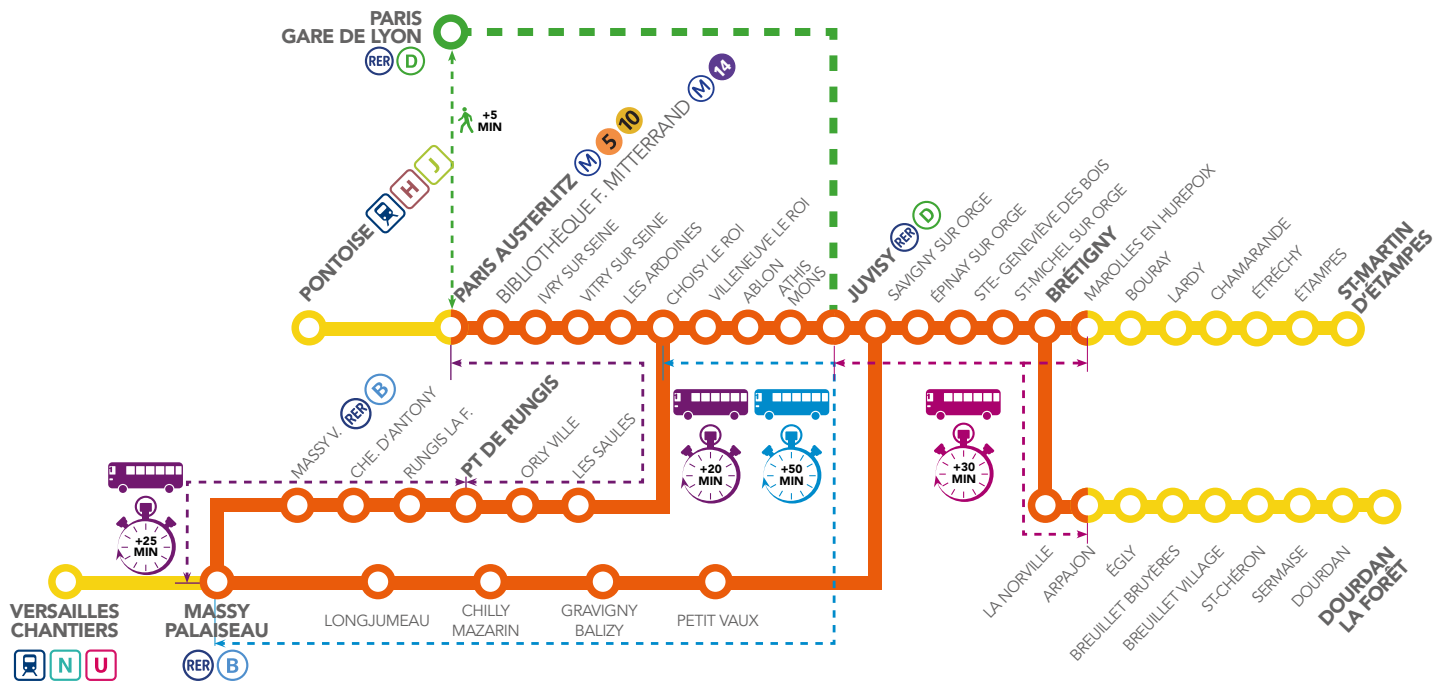 PARIS
GARE DE LYON
RER D
+5
MIN
PONTOISE H J
PARIS AUSTERLITZ M 5 10
BIBLIOTHÈQUE F. MITTERRAND M 14
IVRY SUR SEINE
VITRY SUR SEINE
LES ARDOINES
CHOISY LE ROI
VILLENEUVE LE ROI
ABLON
ATHIS
MONS
JUVISY RER D
SAVIGNY SUR ORGE
ÉPINAY SUR ORGE
STE- GENEVIÈVE DES BOIS
ST-MICHEL SUR ORGE
BRÉTIGNY
MAROLLES EN HUREPOIX
BOURAY
LARDY
CHAMARANDE
ÉTRÉCHY
ÉTAMPES
ST-MARTIN
D'ÉTAMPES
MASSY V. RER B
CHE. D'ANTONY
RUNGIS LA F.
PT DE RUNGIS
ORLY VILLE
LES SAULES
+20
MIN
+50
MIN
+30
MIN
+25
MIN
VERSAILLES
CHANTIERS
N U
MASSY
PALAISEAU
RER B
LONGJUMEAU
CHILLY
MAZARIN
GRAVIGNY
BALIZY
PETIT VAUX
LA NORVILLE
ARPAJON
ÉGLY
BREUILLET BRUYÈRES
BREUILLET VILLAGE
ST-CHÉRON
SERMAISE
DOURDAN
DOURDAN
LA FORÊT